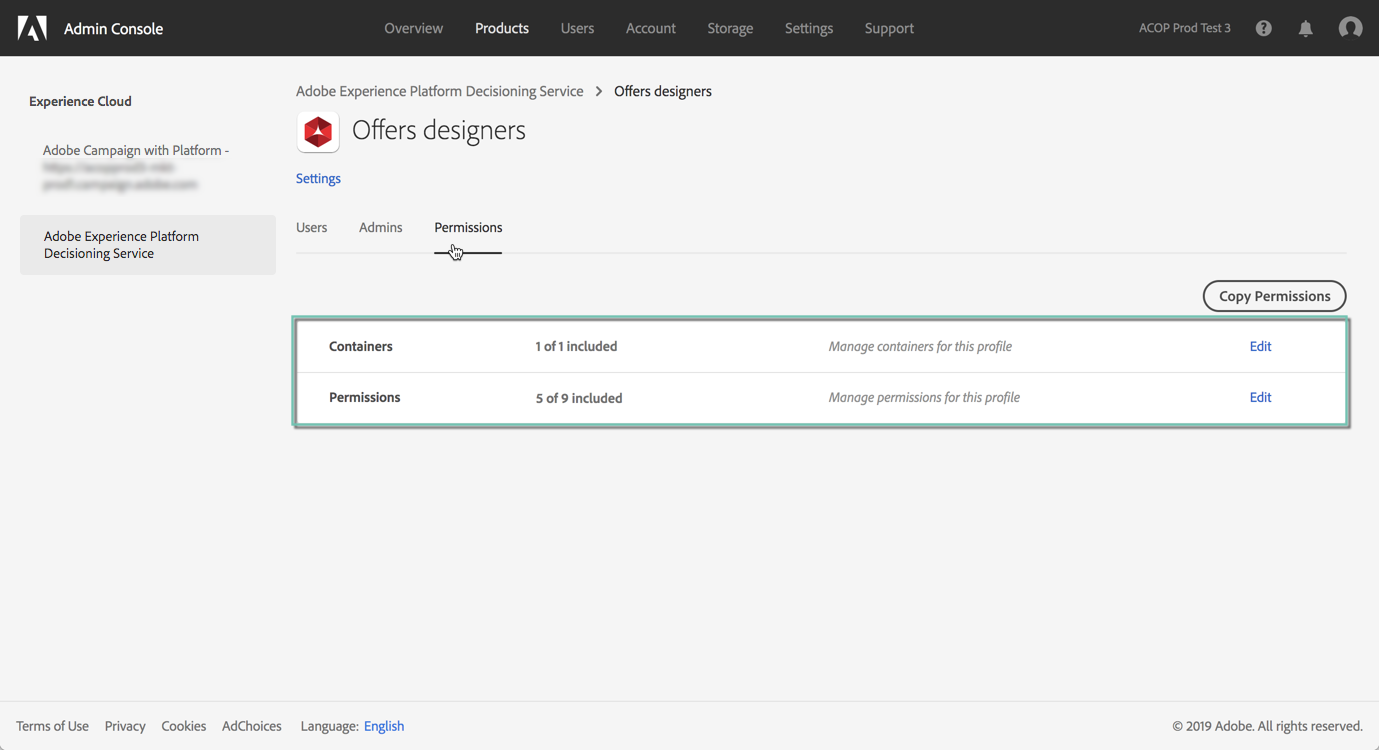 Admin Console
Overview Products Users Account Storage Settings Support
ACOP Prod Test 3 ?
Experience Cloud
Adobe Campaign with Platform -
Adobe Experience Platform
Decisioning Service
Adobe Experience Platform Decisioning Service > Offers designers
Offers designers
Settings
Users Admins Permissions
Copy Permissions
Containers 1 of 1 included Manage containers for this profile Edit
Permissions 5 of 9 included Manage permissions for this profile Edit
Terms of Use Privacy Cookies AdChoices Language: English
© 2019 Adobe. All rights reserved.